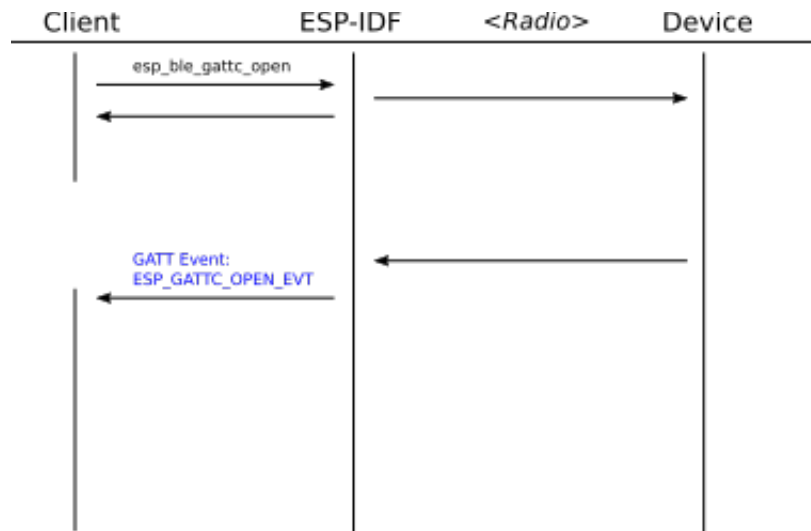 Client ESP-IDF <Radio> Device
esp_ble_gattc_open
GATT Event:
ESP_GATTC_OPEN_EVT